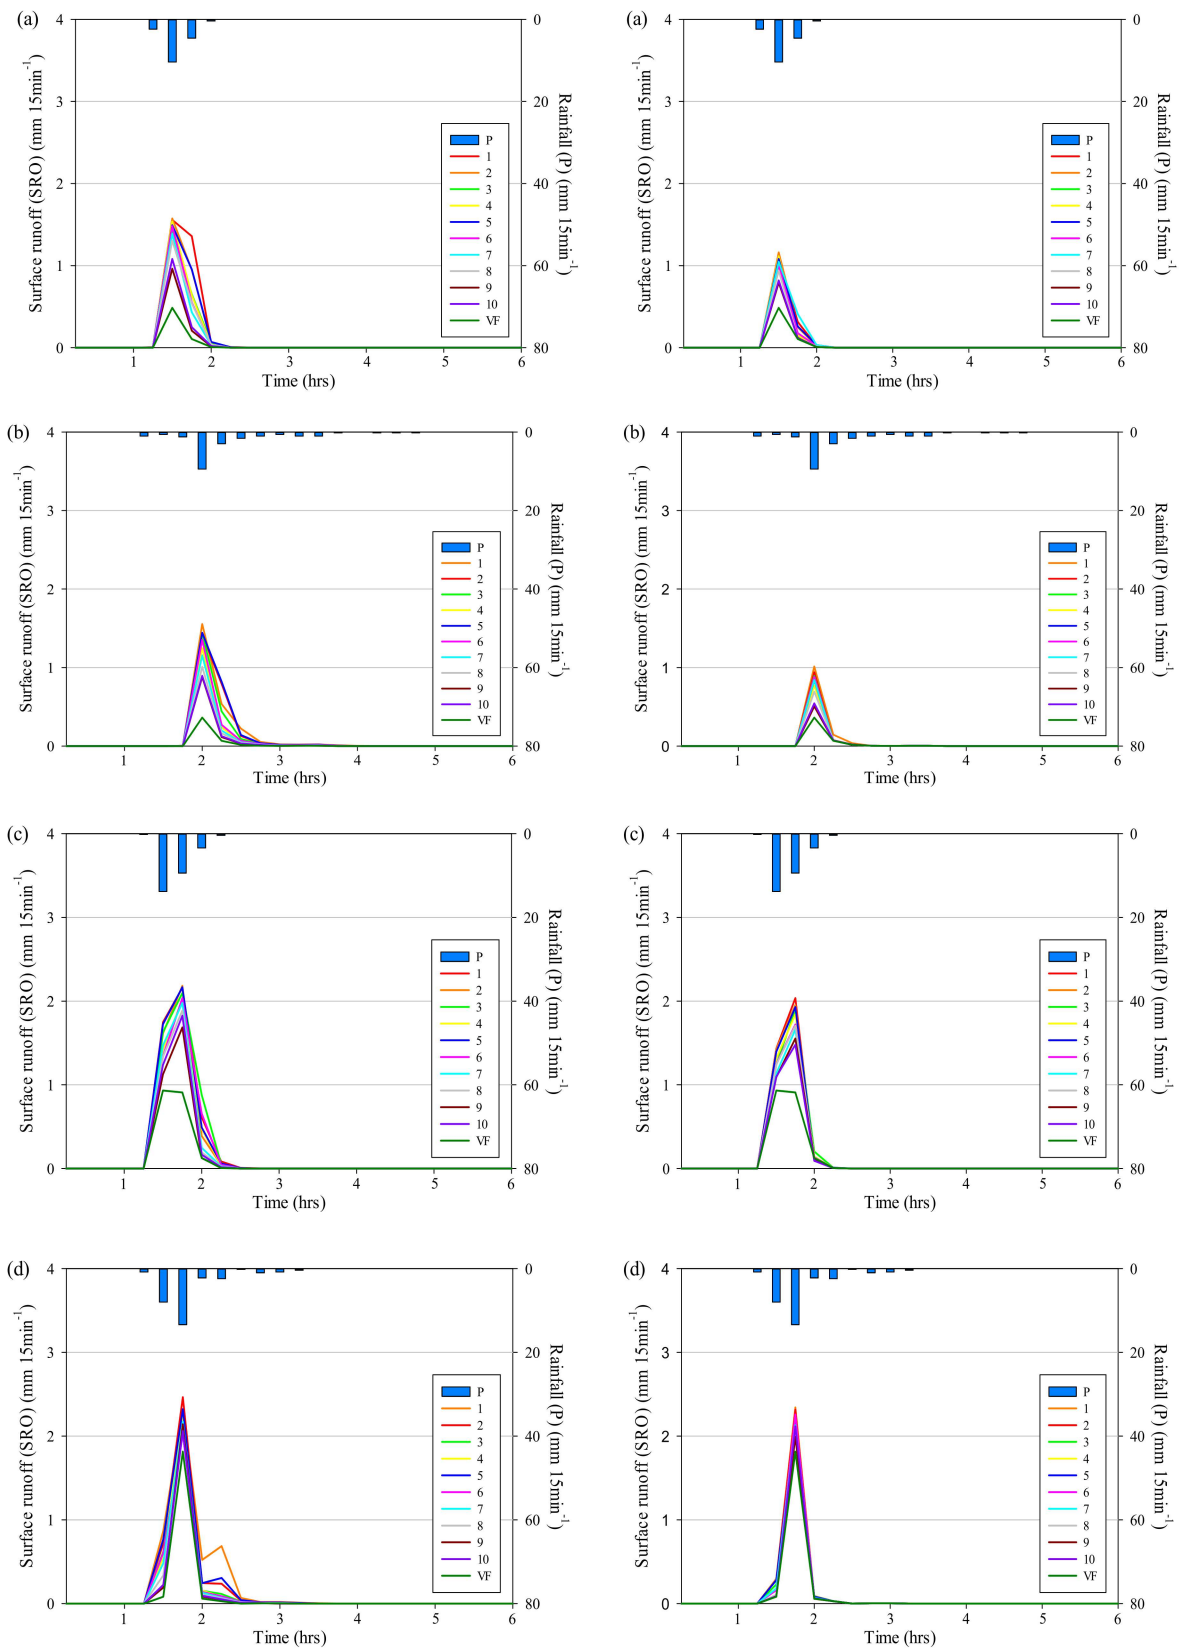 (a)
4
3
2
1
0
Surface runoff (SRO) (mm 15min⁻¹)
0
20
40
60
80
Rainfall (P) (mm 15min⁻¹)
P
1
2
3
4
5
6
7
8
9
10
VF
1 2 3 4 5 6
Time (hrs)
(a)
4
3
2
1
0
Surface runoff (SRO) (mm 15min⁻¹)
0
20
40
60
80
Rainfall (P) (mm 15min⁻¹)
P
1
2
3
4
5
6
7
8
9
10
VF
1 2 3 4 5 6
Time (hrs)
(b)
4
3
2
1
0
Surface runoff (SRO) (mm 15min⁻¹)
0
20
40
60
80
Rainfall (P) (mm 15min⁻¹)
P
1
2
3
4
5
6
7
8
9
10
VF
1 2 3 4 5 6
Time (hrs)
(b)
4
3
2
1
0
Surface runoff (SRO) (mm 15min⁻¹)
0
20
40
60
80
Rainfall (P) (mm 15min⁻¹)
P
1
2
3
4
5
6
7
8
9
10
VF
1 2 3 4 5 6
Time (hrs)
(c)
4
3
2
1
0
Surface runoff (SRO) (mm 15min⁻¹)
0
20
40
60
80
Rainfall (P) (mm 15min⁻¹)
P
1
2
3
4
5
6
7
8
9
10
VF
1 2 3 4 5 6
Time (hrs)
(c)
4
3
2
1
0
Surface runoff (SRO) (mm 15min⁻¹)
0
20
40
60
80
Rainfall (P) (mm 15min⁻¹)
P
1
2
3
4
5
6
7
8
9
10
VF
1 2 3 4 5 6
Time (hrs)
(d)
4
3
2
1
0
Surface runoff (SRO) (mm 15min⁻¹)
0
20
40
60
80
Rainfall (P) (mm 15min⁻¹)
P
1
2
3
4
5
6
7
8
9
10
VF
1 2 3 4 5 6
Time (hrs)
(d)
4
3
2
1
0
Surface runoff (SRO) (mm 15min⁻¹)
0
20
40
60
80
Rainfall (P) (mm 15min⁻¹)
P
1
2
3
4
5
6
7
8
9
10
VF
1 2 3 4 5 6
Time (hrs)